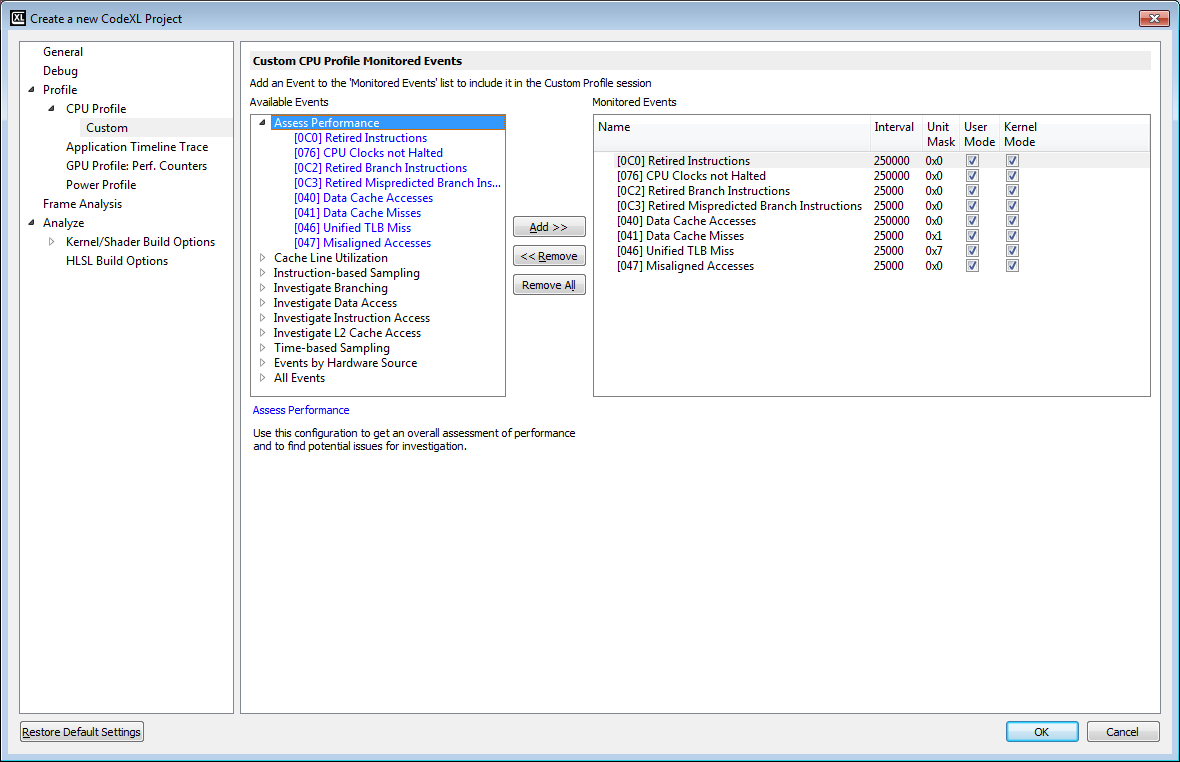 XL Create a new CodeXL Project
General
Debug
Profile
CPU Profile
Custom
Application Timeline Trace
GPU Profile: Perf. Counters
Power Profile
Frame Analysis
Analyze
Kernel/Shader Build Options
HLSL Build Options
Custom CPU Profile Monitored Events
Add an Event to the 'Monitored Events' list to include it in the Custom Profile session
Available Events
Assess Performance
[0C0] Retired Instructions
[076] CPU Clocks not Halted
[0C2] Retired Branch Instructions
[0C3] Retired Mispredicted Branch Ins...
[040] Data Cache Accesses
[041] Data Cache Misses
[046] Unified TLB Miss
[047] Misaligned Accesses
Cache Line Utilization
Instruction-based Sampling
Investigate Branching
Investigate Data Access
Investigate Instruction Access
Investigate L2 Cache Access
Time-based Sampling
Events by Hardware Source
All Events
Add >>
<< Remove
Remove All
Monitored Events
Name Interval Unit Mask User Mode Kernel Mode
[0C0] Retired Instructions 250000 0x0
[076] CPU Clocks not Halted 250000 0x0
[0C2] Retired Branch Instructions 25000 0x0
[0C3] Retired Mispredicted Branch Instructions 25000 0x0
[040] Data Cache Accesses 250000 0x0
[041] Data Cache Misses 25000 0x1
[046] Unified TLB Miss 25000 0x7
[047] Misaligned Accesses 25000 0x0
Assess Performance
Use this configuration to get an overall assessment of performance
and to find potential issues for investigation.
Restore Default Settings
OK
Cancel